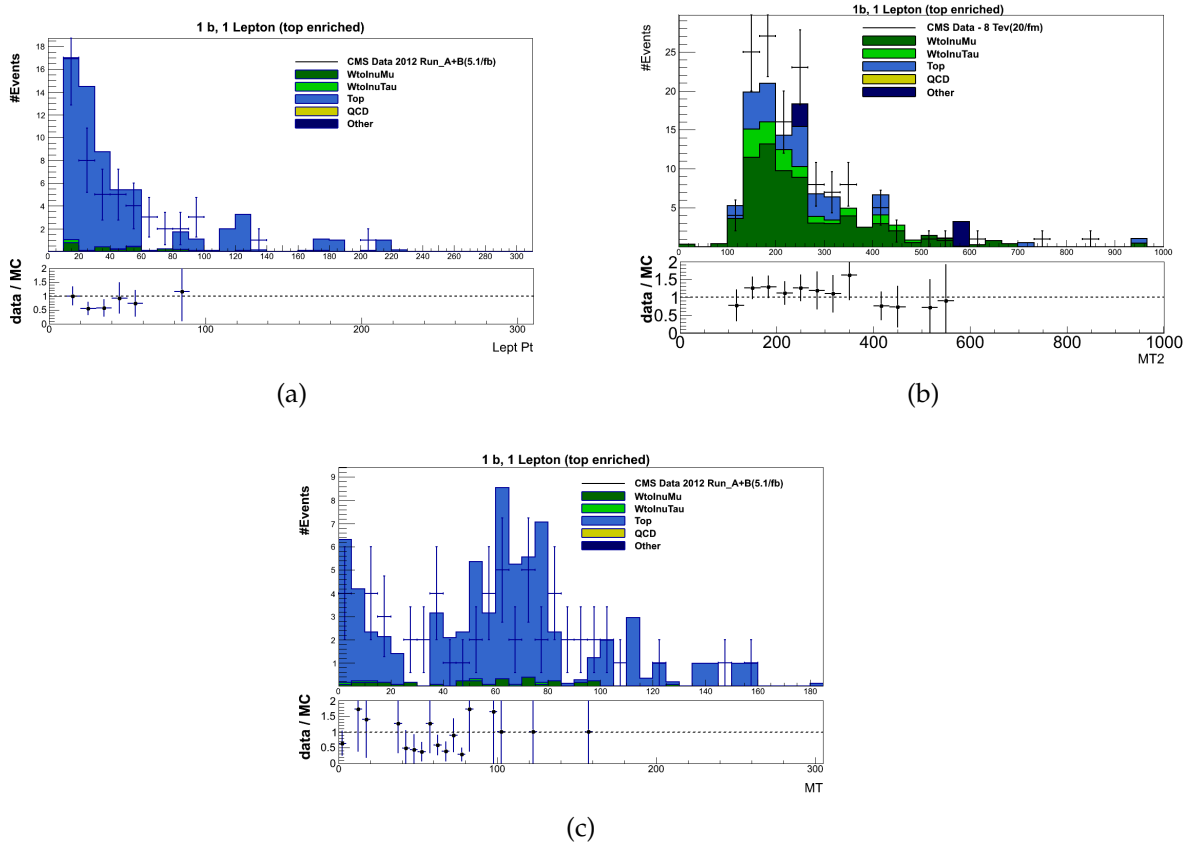 1 b, 1 Lepton (top enriched)
#Events
18
16
14
12
10
8
6
4
2
CMS Data 2012 Run_A+B(5.1/fb)
WtolnuMu
WtolnuTau
Top
QCD
Other
0 20 40 60 80 100 120 140 160 180 200 220 240 260 280 300
data / MC
2
1.5
1
0.5
0
0 100 200 300
Lept Pt
(a)
1b, 1 Lepton (top enriched)
#Events
25
20
15
10
5
CMS Data - 8 Tev(20/fm)
WtolnuMu
WtolnuTau
Top
QCD
Other
0 100 200 300 400 500 600 700 800 900 1000
data / MC
2
1.5
1
0.5
0
0 200 400 600 800 1000
MT2
(b)
1 b, 1 Lepton (top enriched)
#Events
9
8
7
6
5
4
3
2
1
CMS Data 2012 Run_A+B(5.1/fb)
WtolnuMu
WtolnuTau
Top
QCD
Other
0 20 40 60 80 100 120 140 160 180
data / MC
2
1.5
1
0.5
0
0 100 200 300
MT
(c)